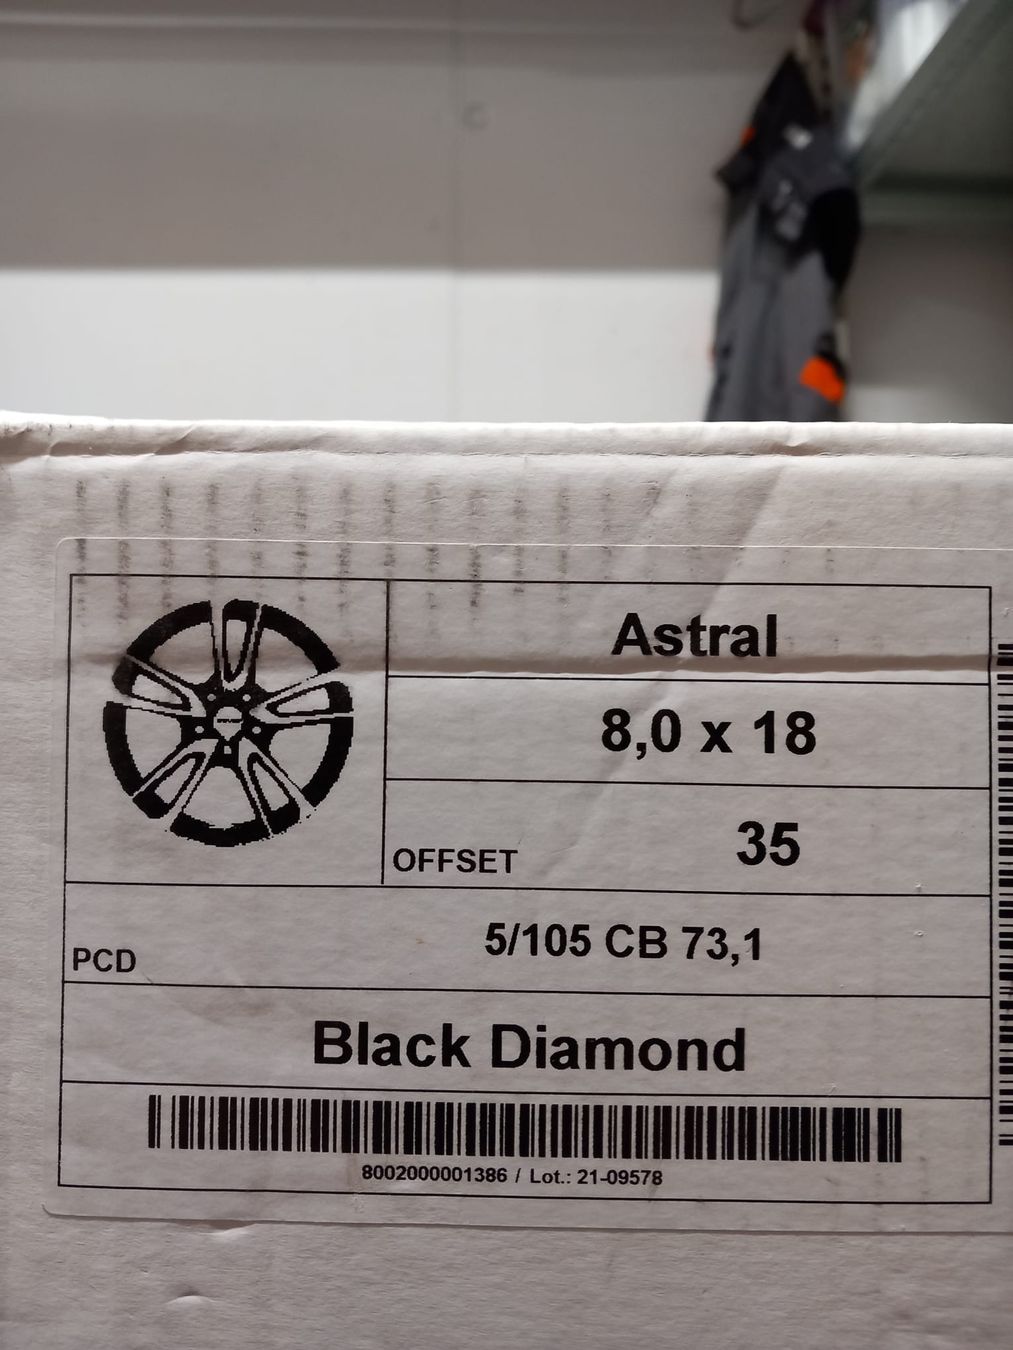 Astral
8,0 x 18
OFFSET 35
PCD 5/105 CB 73,1
Black Diamond
8002000001386 / Lot.: 21-09578